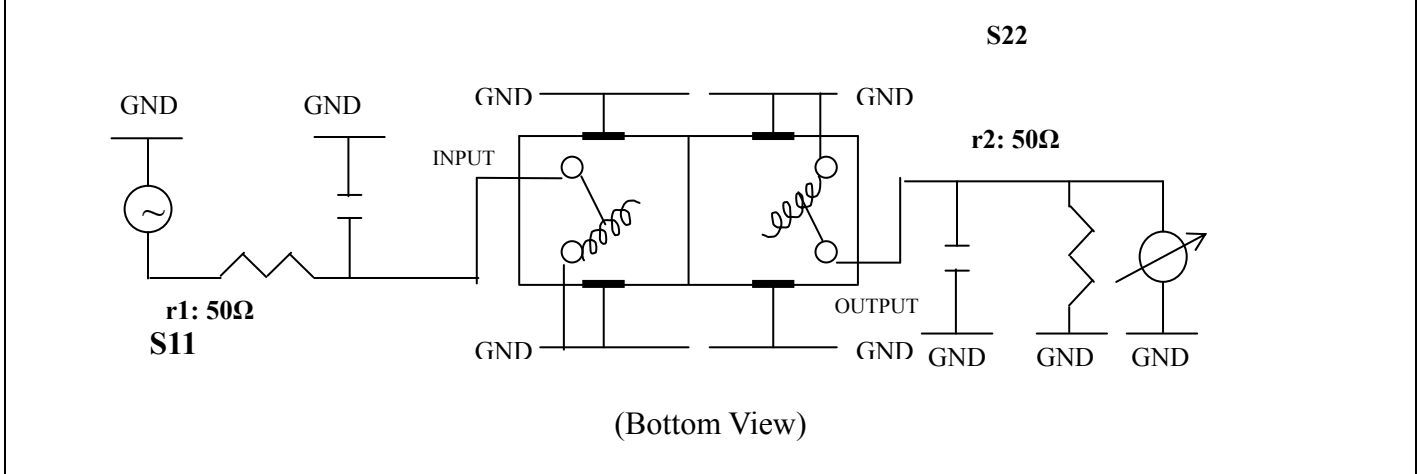 S22
GND
GND
GND
GND
r2: 50Ω
INPUT
~
r1: 50Ω
S11
OUTPUT
GND
GND
GND
GND
GND
(Bottom View)